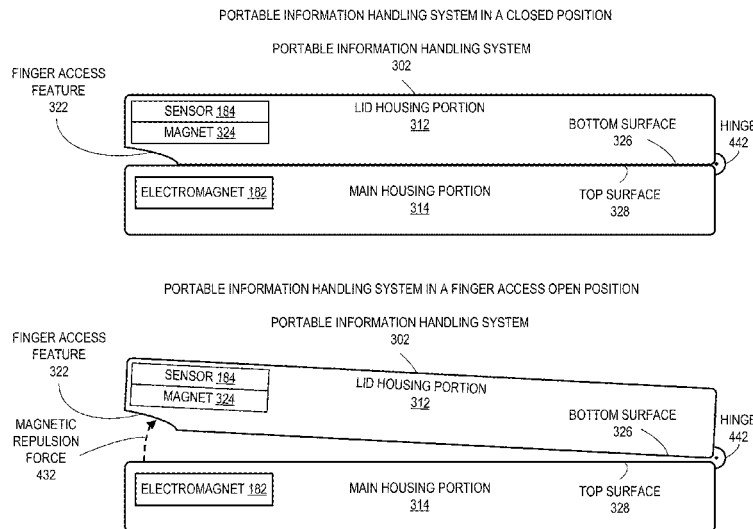 PORTABLE INFORMATION HANDLING SYSTEM IN A CLOSED POSITION
PORTABLE INFORMATION HANDLING SYSTEM
302
FINGER ACCESS
FEATURE
322
SENSOR 184
MAGNET 324
LID HOUSING PORTION
312
BOTTOM SURFACE
326
HINGE
442
ELECTROMAGNET 182
MAIN HOUSING PORTION
314
TOP SURFACE
328
PORTABLE INFORMATION HANDLING SYSTEM IN A FINGER ACCESS OPEN POSITION
PORTABLE INFORMATION HANDLING SYSTEM
302
FINGER ACCESS
FEATURE
322
SENSOR 184
MAGNET 324
LID HOUSING PORTION
312
MAGNETIC
REPULSION
FORCE
432
BOTTOM SURFACE
326
HINGE
442
ELECTROMAGNET 182
MAIN HOUSING PORTION
314
TOP SURFACE
328